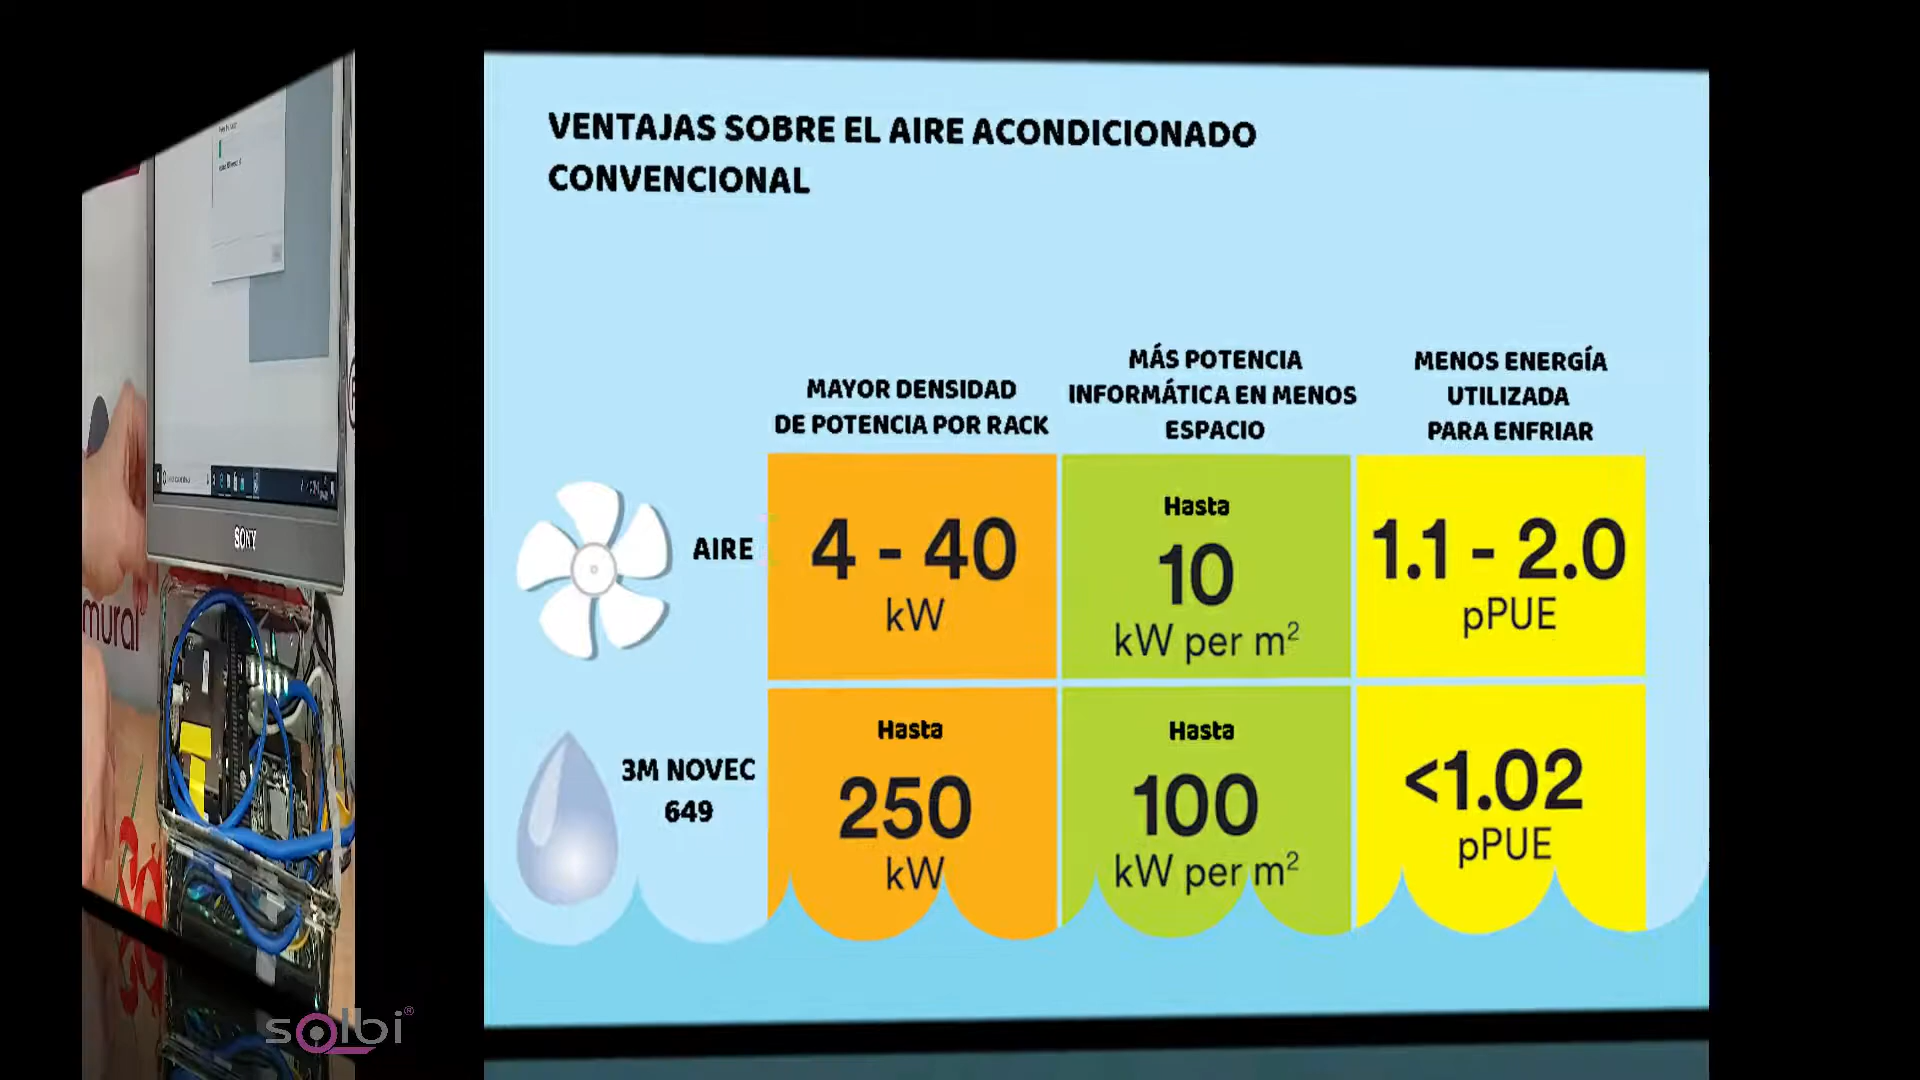 VENTAJAS SOBRE EL AIRE ACONDICIONADO
CONVENCIONAL
MAYOR DENSIDAD
DE POTENCIA POR RACK
MÁS POTENCIA
INFORMÁTICA EN MENOS
ESPACIO
MENOS ENERGÍA
UTILIZADA
PARA ENFRIAR
AIRE
4 - 40
kW
Hasta
10
kW per m²
1.1 - 2.0
pPUE
3M NOVEC
649
Hasta
250
kW
Hasta
100
kW per m²
<1.02
pPUE
SONY
mural
solbi®